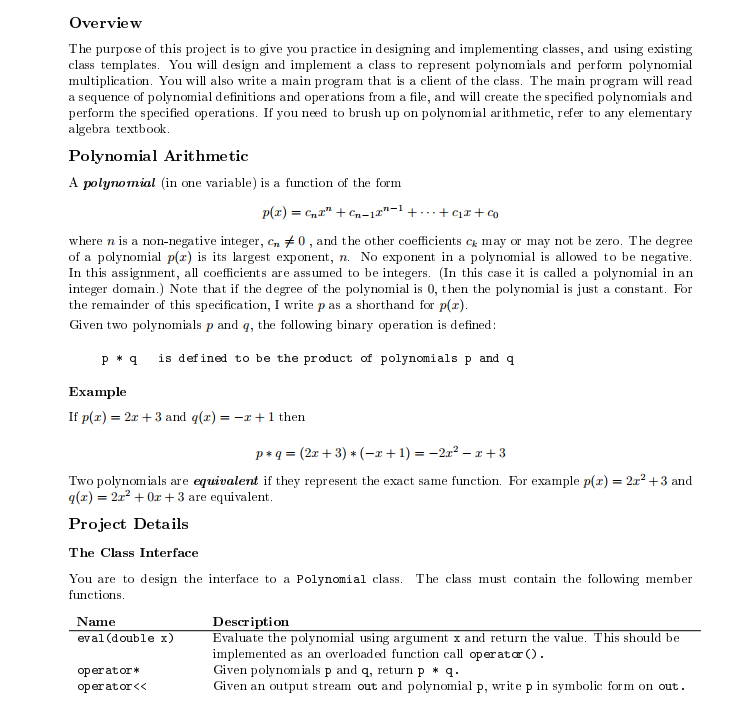 Overview
The purpose of this project is to give you practice in designing and implementing classes, and using existing
class templates. You will design and implement a class to represent polynomials and perform polynomial
multiplication. You will also write a main program that is a client of the class. The main program will read
a sequence of polynomial definitions and operations from a file, and will create the specified polynomials and
perform the specified operations. If you need to brush up on polynomial arithmetic, refer to any elementary
algebra textbook.
Polynomial Arithmetic
A polynomial (in one variable) is a function of the form
p(x) = cₙxⁿ + cₙ₋₁xⁿ⁻¹ + · · · + c₁x + c₀
where n is a non-negative integer, cₙ ≠ 0 , and the other coefficients cₖ may or may not be zero. The degree
of a polynomial p(x) is its largest exponent, n. No exponent in a polynomial is allowed to be negative.
In this assignment, all coefficients are assumed to be integers. (In this case it is called a polynomial in an
integer domain.) Note that if the degree of the polynomial is 0, then the polynomial is just a constant. For
the remainder of this specification, I write p as a shorthand for p(x).
Given two polynomials p and q, the following binary operation is defined:
p * q is defined to be the product of polynomials p and q
Example
If p(x) = 2x + 3 and q(x) = −x + 1 then
p ∗ q = (2x + 3) ∗ (−x + 1) = −2x² − x + 3
Two polynomials are equivalent if they represent the exact same function. For example p(x) = 2x² + 3 and
q(x) = 2x² + 0x + 3 are equivalent.
Project Details
The Class Interface
You are to design the interface to a Polynomial class. The class must contain the following member
functions.
Name Description
eval(double x) Evaluate the polynomial using argument x and return the value. This should be
implemented as an overloaded function call operator().
operator* Given polynomials p and q, return p * q.
operator<< Given an output stream out and polynomial p, write p in symbolic form on out.